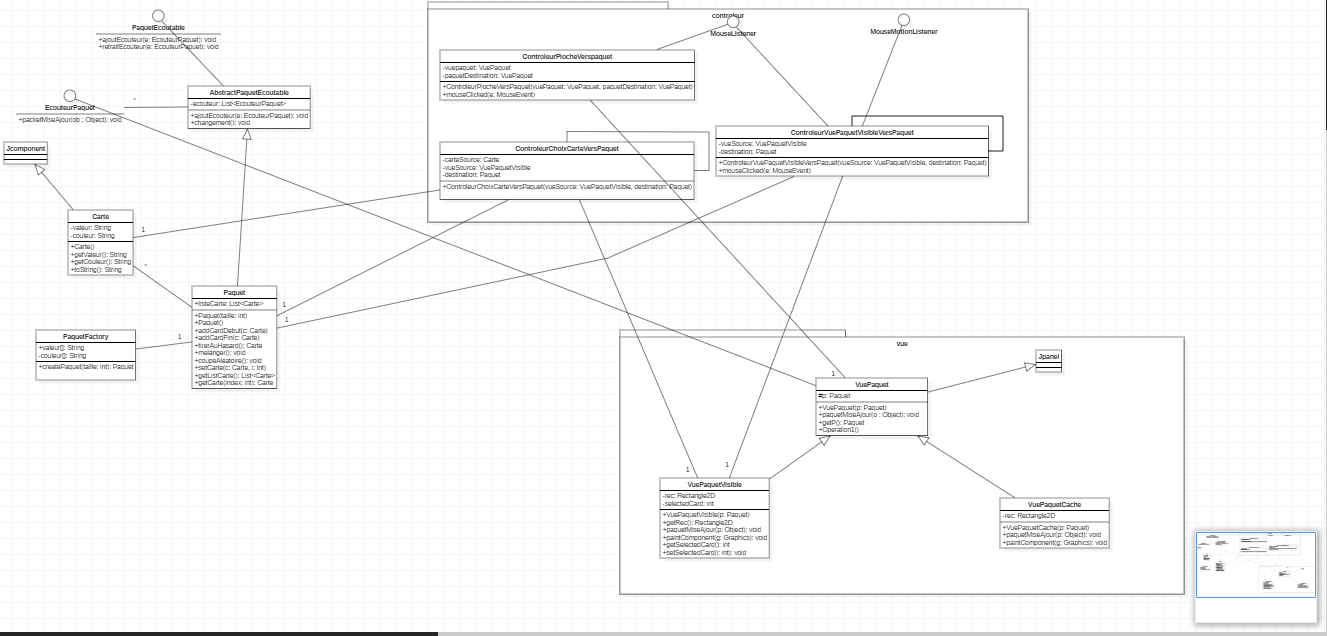 PaquetEcoutable
+ajoutEcouteur(e: EcouteurPaquet): void
+retraitEcouteur(e: EcouteurPaquet): void
EcouteurPaquet
+packetMiseAjour(ob : Object): void
AbstractPaquetEcoutable
-ecouteur: List<EcouteurPaquet>
+ajoutEcouteur(e: EcouteurPaquet): void
+changement(): void
*
Jcomponent
Carte
-valeur: String
-couleur: String
+Carte()
+getValeur(): String
+getCouleur(): String
+toString(): String
1
*
Paquet
+listeCarte: List<Carte>
+Paquet(taille: int)
+Paquet()
+addCardDebut(c: Carte)
+addCardFin(c: Carte)
+tirerAuHasard(): Carte
+melanger(): void
+coupeAleatoire(): void
+setCarte(c: Carte, i: Int)
+getListCarte(): List<Carte>
+getCarte(index: int): Carte
1
1
PaquetFactory
+valeur[]: String
-couleur[]: String
+createPaquet(taille: int): Paquet
1
controleur
MouseListener
MouseMotionListener
ControleurPiocheVerspaquet
-vuepaquet: VuePaquet
-paquetDestination: VuePaquet
+ControleurPiocheVersPaquet(vuePaquet: VuePaquet, paquetDestination: VuePaquet)
+mouseClicked(e: MouseEvent)
ControleurChoixCarteVersPaquet
-carteSource: Carte
-vueSource: VuePaquetVisible
-destination: Paquet
+ControleurChoixCarteVersPaquet(vueSource: VuePaquetVisible, destination: Paquet)
ControleurVuePaquetVisibleVersPaquet
-vueSource: VuePaquetVisible
-destination: Paquet
+ControleurVuePaquetVisibleVersPaquet(vueSource: VuePaquetVisible, destination: Paquet)
+mouseClicked(e: MouseEvent)
vue
Jpanel
1
VuePaquet
#p: Paquet
+VuePaquet(p: Paquet)
+paquetMiseAjour(o : Object): void
+getP(): Paquet
+Operation1()
1
1
VuePaquetVisible
-rec: Rectangle2D
-selectedCard: int
+VuePaquetVisible(p: Paquet)
+getRec(): Rectangle2D
+paquetMiseAjour(p: Object): void
+paintComponent(g: Graphics): void
+getSelectedCard(): int
+setSelectedCard(i: int): void
VuePaquetCache
-rec: Rectangle2D
+VuePaquetCache(p: Paquet)
+paquetMiseAjour(p: Object): void
+paintComponent(g: Graphics): void